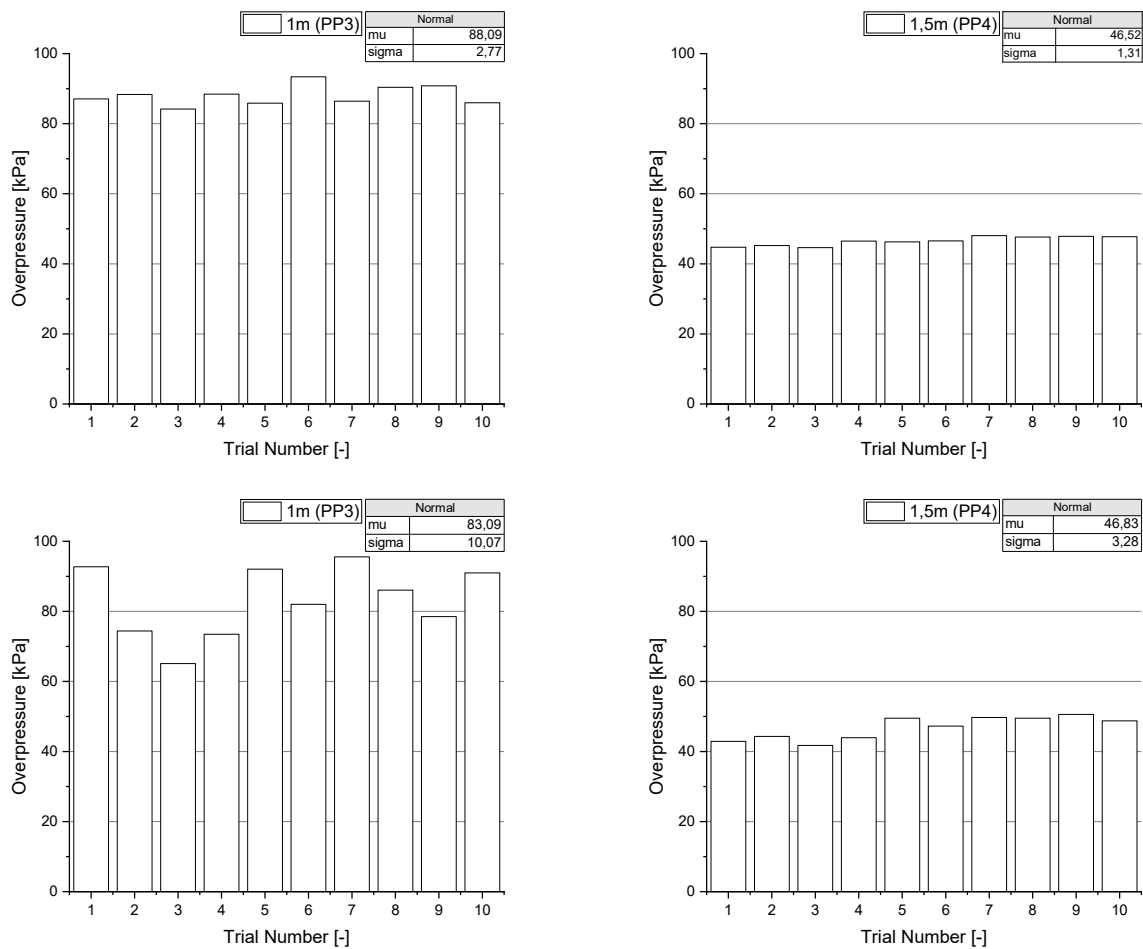 1m (PP3)
Normal
mu 88,09
sigma 2,77
Overpressure [kPa]
100
80
60
40
20
0
1 2 3 4 5 6 7 8 9 10
Trial Number [-]
1,5m (PP4)
Normal
mu 46,52
sigma 1,31
Overpressure [kPa]
100
80
60
40
20
0
1 2 3 4 5 6 7 8 9 10
Trial Number [-]
1m (PP3)
Normal
mu 83,09
sigma 10,07
Overpressure [kPa]
100
80
60
40
20
0
1 2 3 4 5 6 7 8 9 10
Trial Number [-]
1,5m (PP4)
Normal
mu 46,83
sigma 3,28
Overpressure [kPa]
100
80
60
40
20
0
1 2 3 4 5 6 7 8 9 10
Trial Number [-]